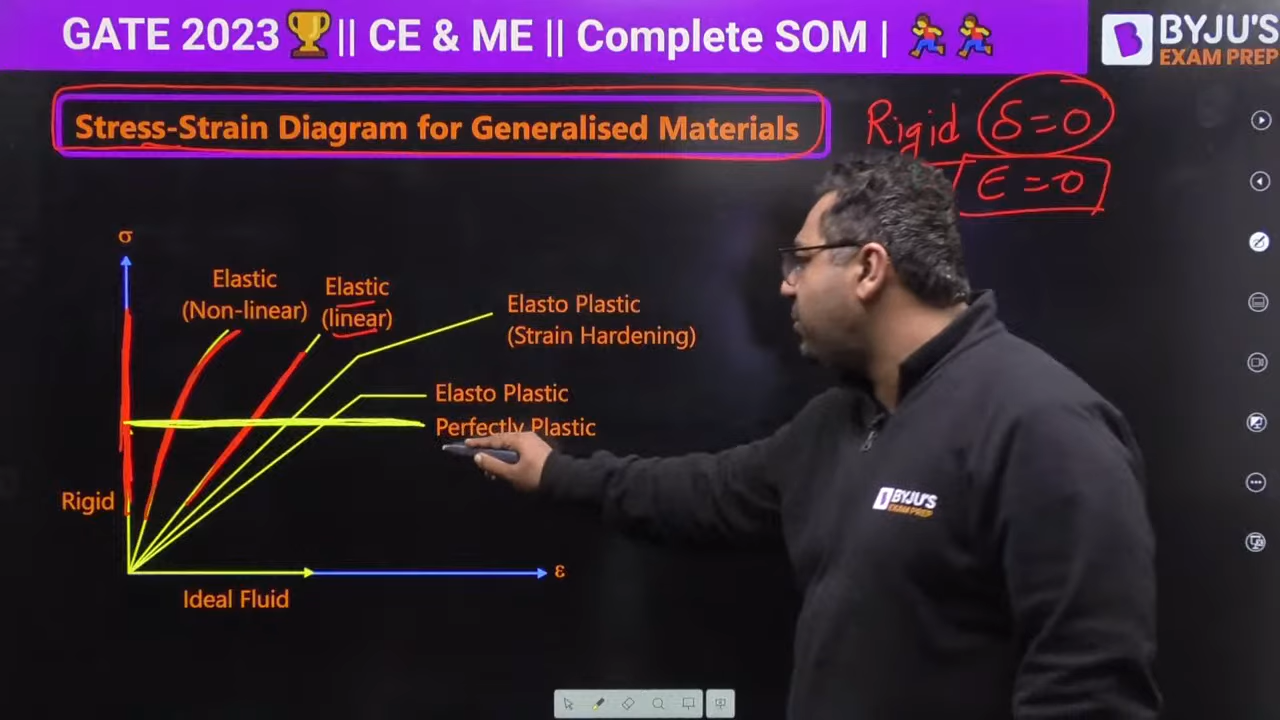 GATE 2023🏆|| CE & ME || Complete SOM | 🏃🏃
BYJU'S
EXAM PREP
Stress-Strain Diagram for Generalised Materials
Rigid δ=0
ϵ=0
σ
Elastic
(Non-linear)
Elastic
(linear)
Elasto Plastic
(Strain Hardening)
Elasto Plastic
Perfectly Plastic
Rigid
ε
Ideal Fluid
BYJU'S
EXAM PREP